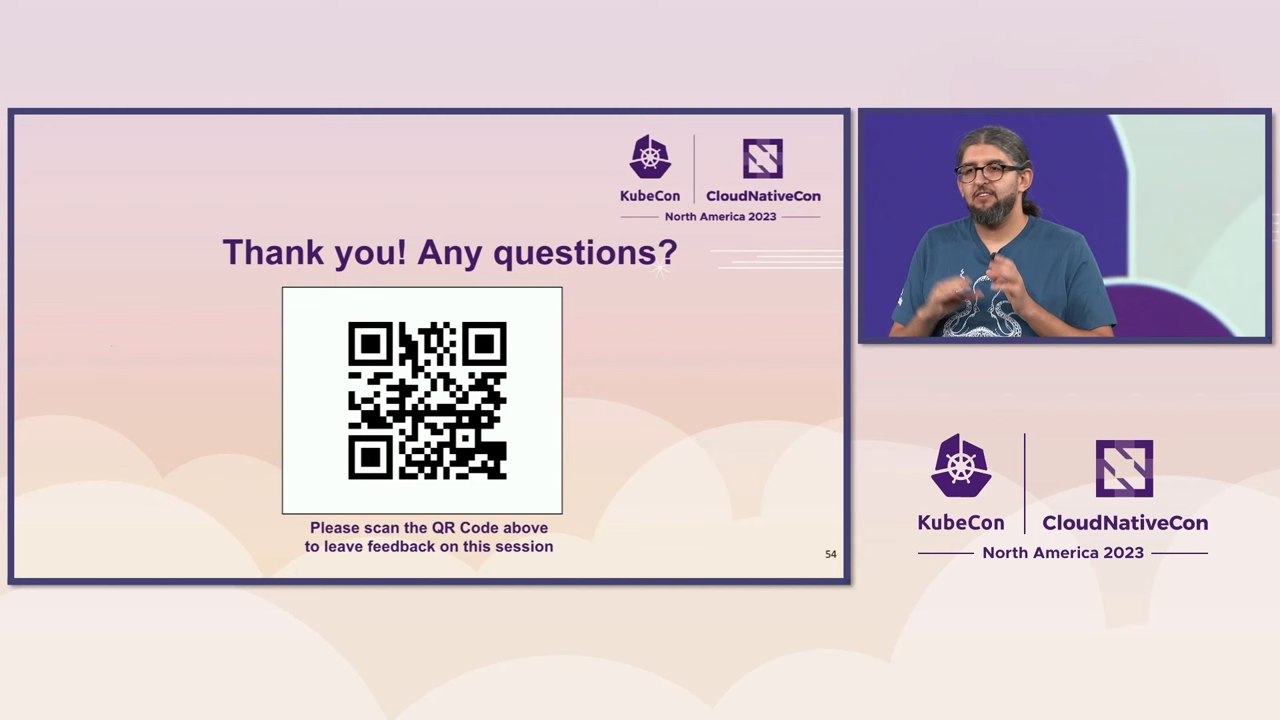 KubeCon
CloudNativeCon
North America 2023
Thank you! Any questions?
Please scan the QR Code above
to leave feedback on this session
54
KubeCon
CloudNativeCon
North America 2023